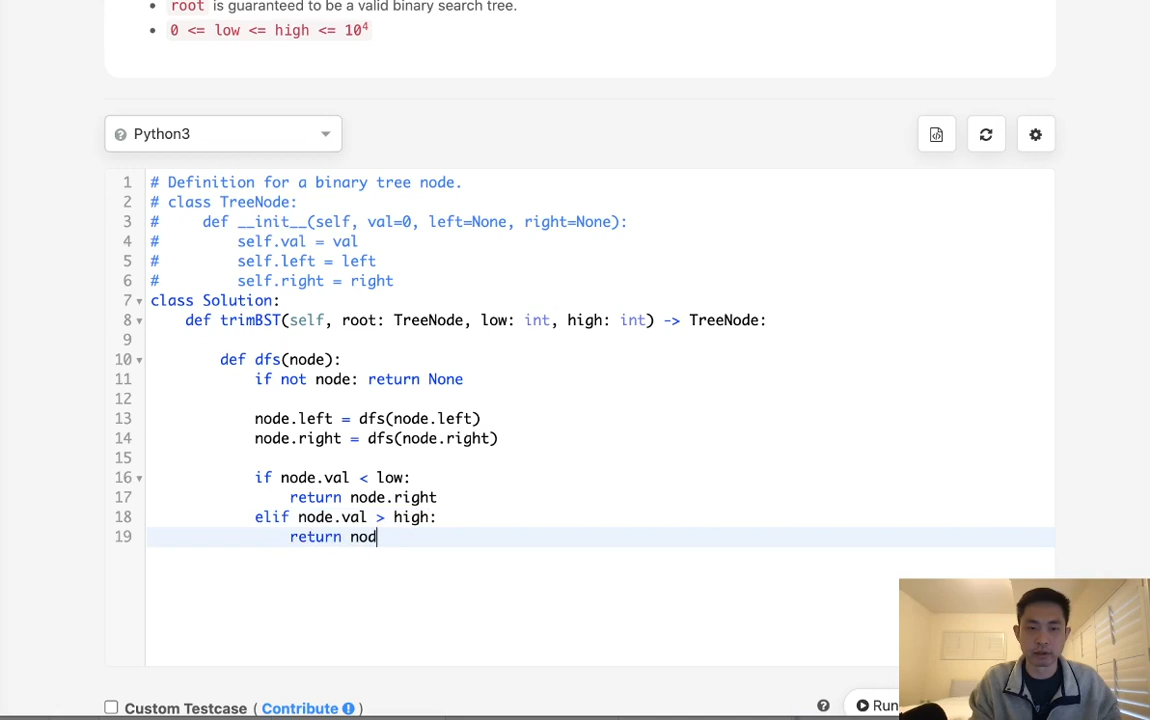 root is guaranteed to be a valid binary search tree.
0 <= low <= high <= 10⁴
Python3
1 # Definition for a binary tree node.
2 # class TreeNode:
3 #     def __init__(self, val=0, left=None, right=None):
4 #         self.val = val
5 #         self.left = left
6 #         self.right = right
7 class Solution:
8     def trimBST(self, root: TreeNode, low: int, high: int) -> TreeNode:
9
10         def dfs(node):
11             if not node: return None
12
13             node.left = dfs(node.left)
14             node.right = dfs(node.right)
15
16             if node.val < low:
17                 return node.right
18             elif node.val > high:
19                 return nod
Custom Testcase ( Contribute )
Run